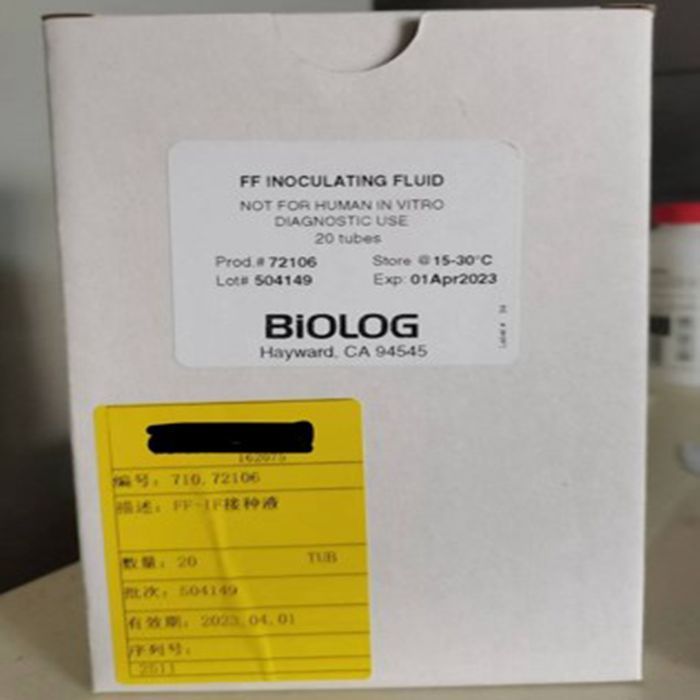 FF INOCULATING FLUID
NOT FOR HUMAN IN VITRO
DIAGNOSTIC USE
20 tubes
Prod.# 72106 Store @ 15-30°C
Lot# 504149 Exp: 01Apr2023
BiOLOG
Hayward, CA 94545
162075
编号: 710.72106
描述: FF-IF接种液
数量: 20 TUB
批次: 504149
有效期: 2023.04.01
序列号:
2511